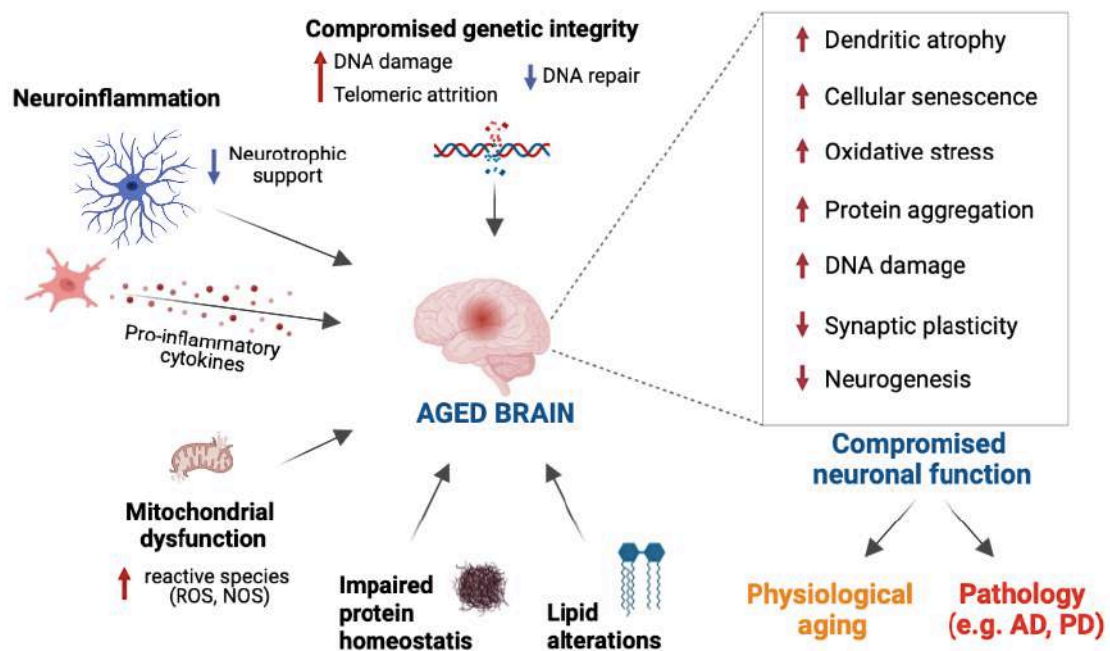 Compromised genetic integrity
DNA damage
Telomeric attrition
DNA repair
Neuroinflammation
Neurotrophic
support
Pro-inflammatory
cytokines
AGED BRAIN
Mitochondrial
dysfunction
reactive species
(ROS, NOS)
Impaired
protein
homeostatis
Lipid
alterations
Dendritic atrophy
Cellular senescence
Oxidative stress
Protein aggregation
DNA damage
Synaptic plasticity
Neurogenesis
Compromised
neuronal function
Physiological
aging
Pathology
(e.g. AD, PD)